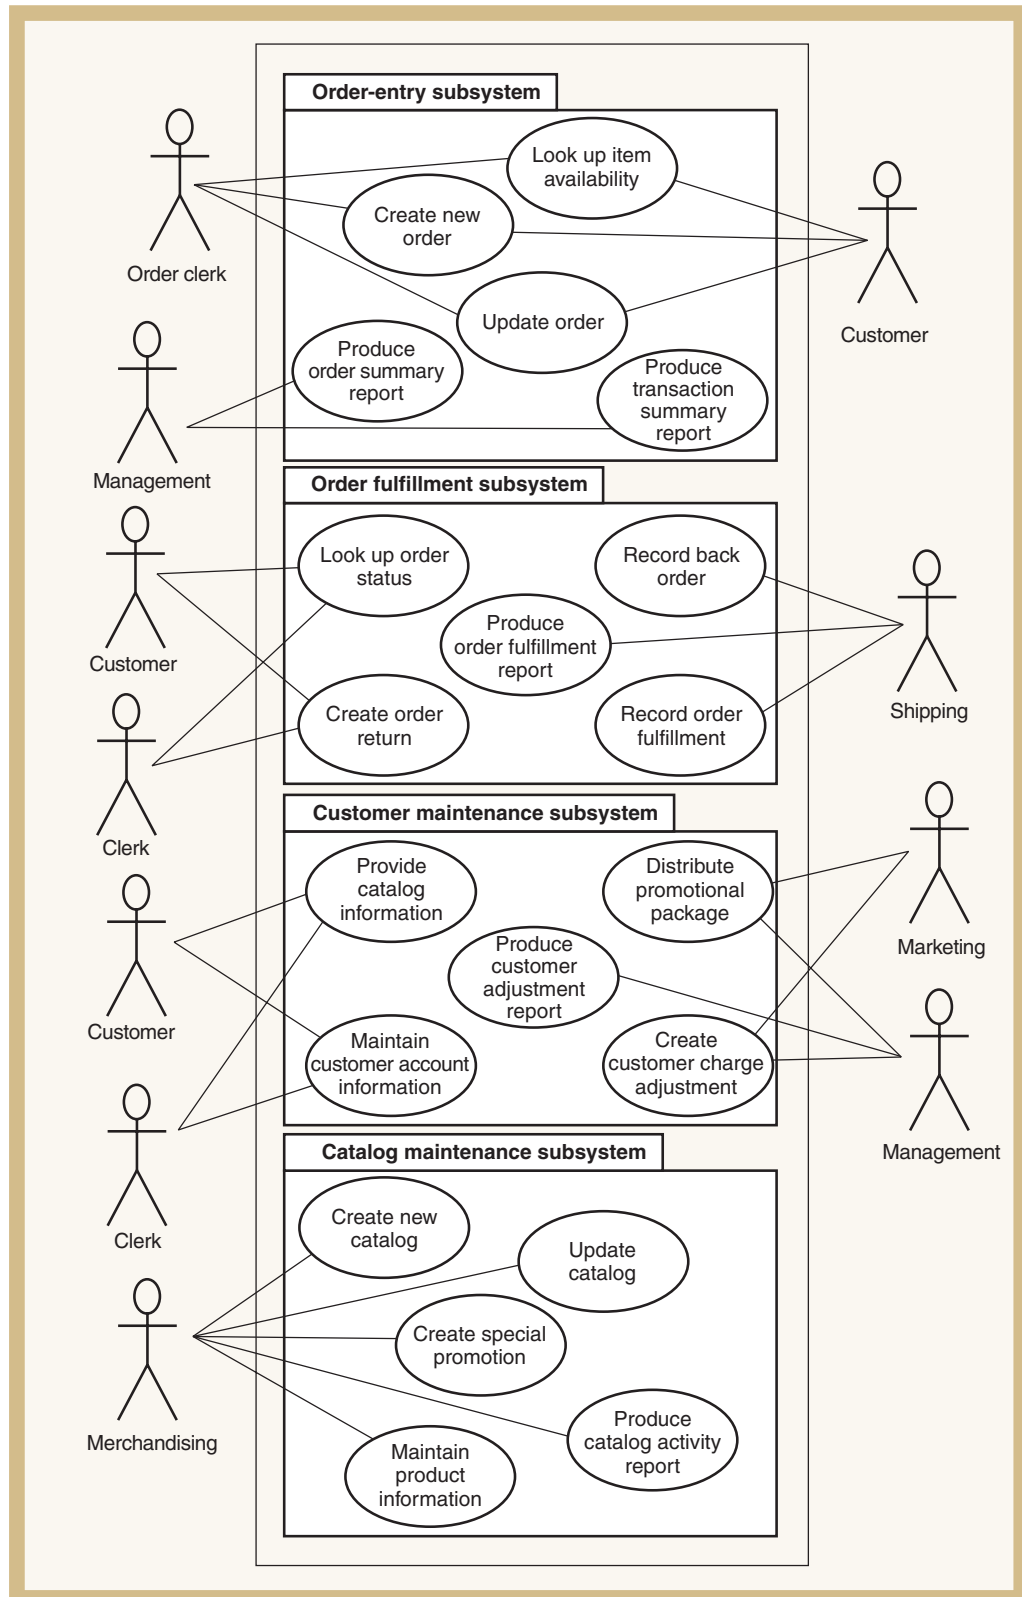 Order-entry subsystem
Look up item
availability
Create new
order
Order clerk
Update order
Customer
Produce
order summary
report
Produce
transaction
summary
report
Management
Order fulfillment subsystem
Look up order
status
Record back
order
Produce
order fulfillment
report
Customer
Create order
return
Record order
fulfillment
Shipping
Clerk
Customer maintenance subsystem
Provide
catalog
information
Distribute
promotional
package
Produce
customer
adjustment
report
Marketing
Customer
Maintain
customer account
information
Create
customer charge
adjustment
Management
Clerk
Catalog maintenance subsystem
Create new
catalog
Update
catalog
Create special
promotion
Merchandising
Produce
catalog activity
report
Maintain
product
information